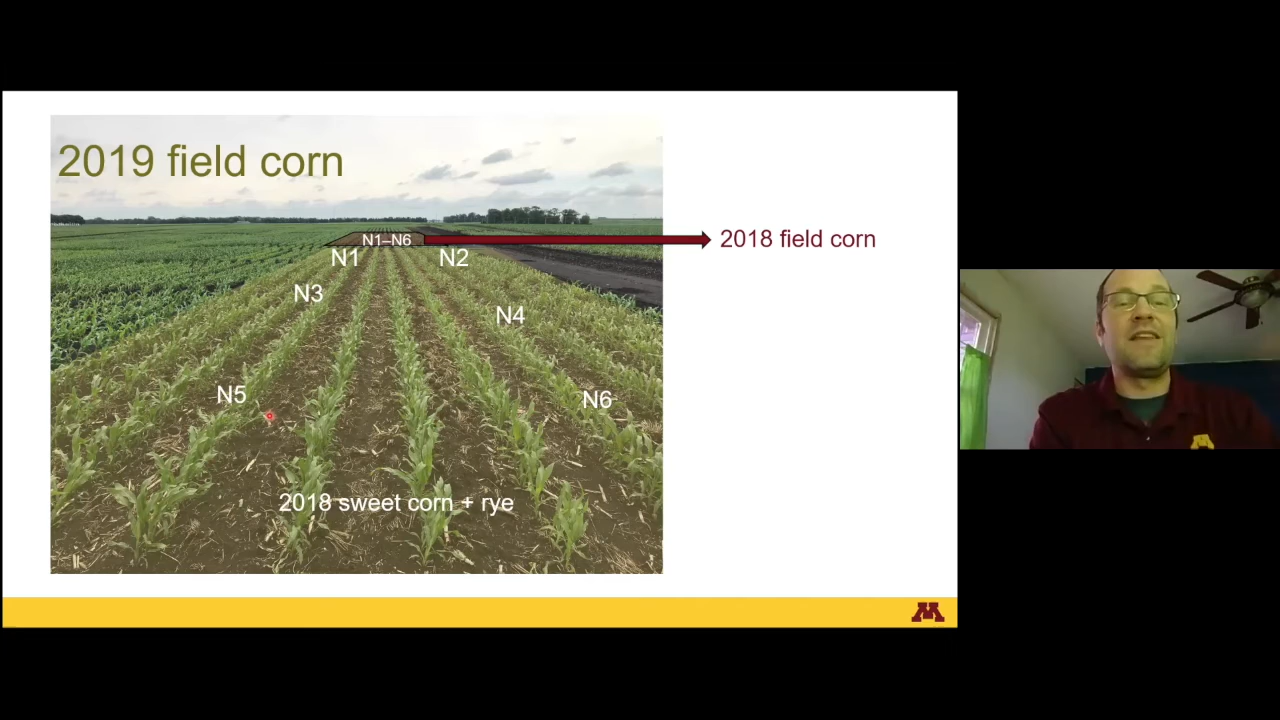 2019 field corn
N1–N6
2018 field corn
N1
N2
N3
N4
N5
N6
2018 sweet corn + rye
M